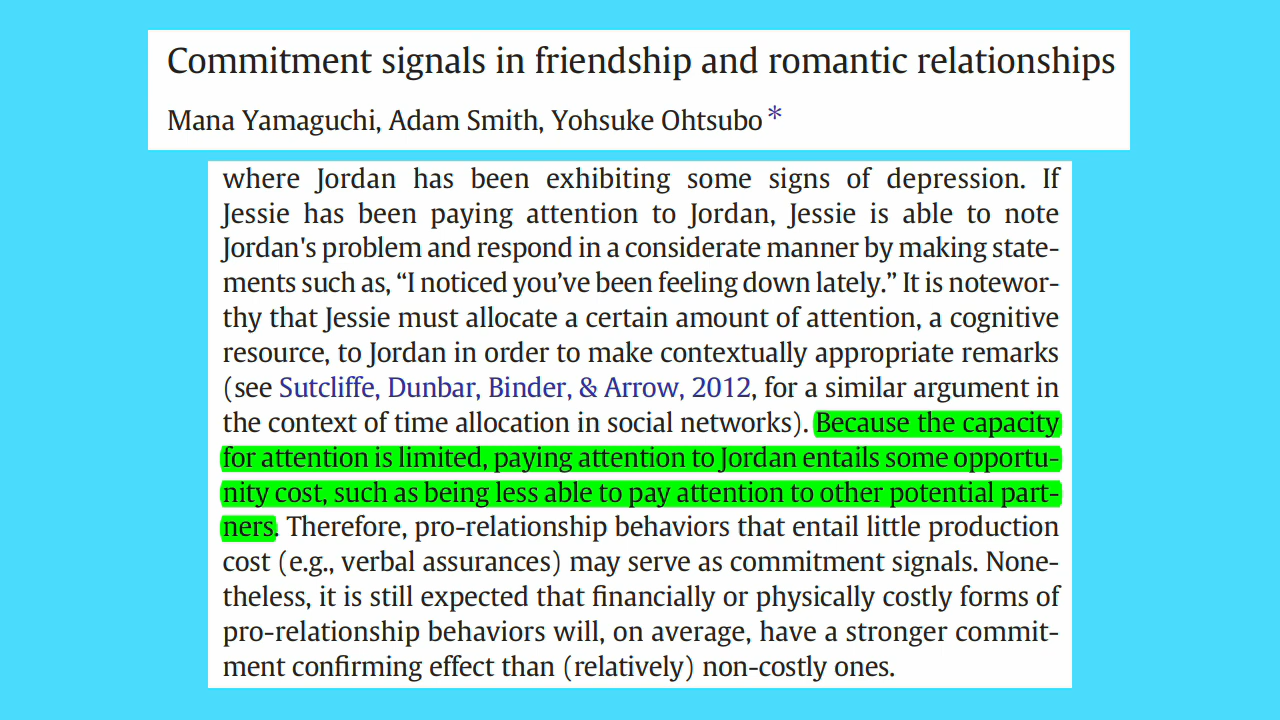 Commitment signals in friendship and romantic relationships
Mana Yamaguchi, Adam Smith, Yohsuke Ohtsubo *
where Jordan has been exhibiting some signs of depression. If
Jessie has been paying attention to Jordan, Jessie is able to note
Jordan's problem and respond in a considerate manner by making state-
ments such as, “I noticed you’ve been feeling down lately.” It is notewor-
thy that Jessie must allocate a certain amount of attention, a cognitive
resource, to Jordan in order to make contextually appropriate remarks
(see Sutcliffe, Dunbar, Binder, & Arrow, 2012, for a similar argument in
the context of time allocation in social networks). Because the capacity
for attention is limited, paying attention to Jordan entails some opportu-
nity cost, such as being less able to pay attention to other potential part-
ners. Therefore, pro-relationship behaviors that entail little production
cost (e.g., verbal assurances) may serve as commitment signals. None-
theless, it is still expected that financially or physically costly forms of
pro-relationship behaviors will, on average, have a stronger commit-
ment confirming effect than (relatively) non-costly ones.